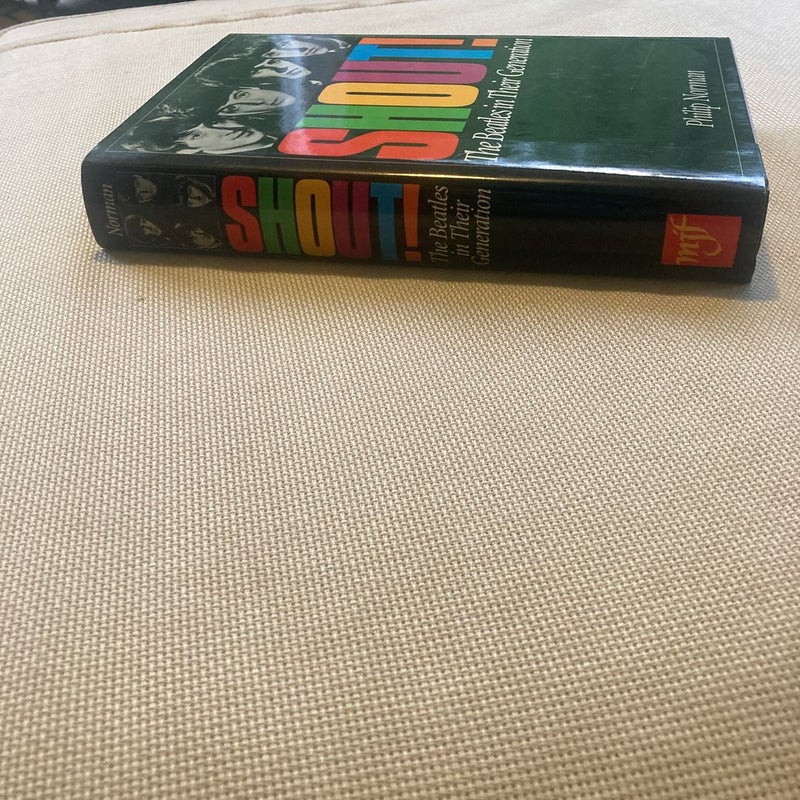 SHOUT!
The Beatles in Their Generation
Philip Norman
Norman
SHOUT!
The Beatles
in Their
Generation
mjf